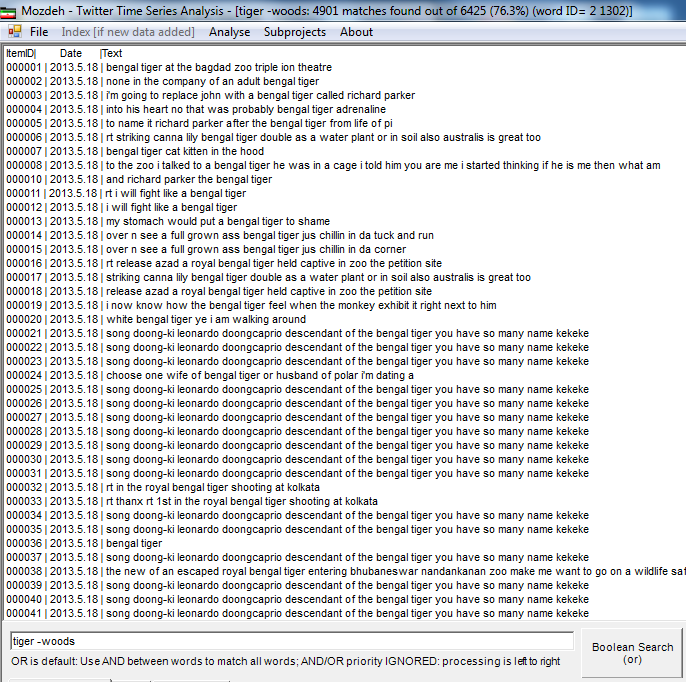 Mozdeh - Twitter Time Series Analysis - [tiger -woods: 4901 matches found out of 6425 (76.3%) (word ID= 2 1302)]
File Index [if new data added] Analyse Subprojects About
ItemID| Date |Text
000001 | 2013.5.18 | bengal tiger at the bagdad zoo triple ion theatre
000002 | 2013.5.18 | none in the company of an adult bengal tiger
000003 | 2013.5.18 | i'm going to replace john with a bengal tiger called richard parker
000004 | 2013.5.18 | into his heart no that was probably bengal tiger adrenaline
000005 | 2013.5.18 | to name it richard parker after the bengal tiger from life of pi
000006 | 2013.5.18 | rt striking canna lily bengal tiger double as a water plant or in soil also australis is great too
000007 | 2013.5.18 | bengal tiger cat kitten in the hood
000008 | 2013.5.18 | to the zoo i talked to a bengal tiger he was in a cage i told him you are me i started thinking if he is me then what am
000010 | 2013.5.18 | and richard parker the bengal tiger
000011 | 2013.5.18 | rt i will fight like a bengal tiger
000012 | 2013.5.18 | i will fight like a bengal tiger
000013 | 2013.5.18 | my stomach would put a bengal tiger to shame
000014 | 2013.5.18 | over n see a full grown ass bengal tiger jus chillin in da tuck and run
000015 | 2013.5.18 | over n see a full grown ass bengal tiger jus chillin in da corner
000016 | 2013.5.18 | rt release azad a royal bengal tiger held captive in zoo the petition site
000017 | 2013.5.18 | striking canna lily bengal tiger double as a water plant or in soil also australis is great too
000018 | 2013.5.18 | release azad a royal bengal tiger held captive in zoo the petition site
000019 | 2013.5.18 | i now know how the bengal tiger feel when the monkey exhibit it right next to him
000020 | 2013.5.18 | white bengal tiger ye i am walking around
000021 | 2013.5.18 | song doong-ki leonardo doongcaprio descendant of the bengal tiger you have so many name kekeke
000022 | 2013.5.18 | song doong-ki leonardo doongcaprio descendant of the bengal tiger you have so many name kekeke
000023 | 2013.5.18 | song doong-ki leonardo doongcaprio descendant of the bengal tiger you have so many name kekeke
000024 | 2013.5.18 | choose one wife of bengal tiger or husband of polar i'm dating a
000025 | 2013.5.18 | song doong-ki leonardo doongcaprio descendant of the bengal tiger you have so many name kekeke
000026 | 2013.5.18 | song doong-ki leonardo doongcaprio descendant of the bengal tiger you have so many name kekeke
000027 | 2013.5.18 | song doong-ki leonardo doongcaprio descendant of the bengal tiger you have so many name kekeke
000028 | 2013.5.18 | song doong-ki leonardo doongcaprio descendant of the bengal tiger you have so many name kekeke
000029 | 2013.5.18 | song doong-ki leonardo doongcaprio descendant of the bengal tiger you have so many name kekeke
000030 | 2013.5.18 | song doong-ki leonardo doongcaprio descendant of the bengal tiger you have so many name kekeke
000031 | 2013.5.18 | song doong-ki leonardo doongcaprio descendant of the bengal tiger you have so many name kekeke
000032 | 2013.5.18 | rt in the royal bengal tiger shooting at kolkata
000033 | 2013.5.18 | rt thanx rt 1st in the royal bengal tiger shooting at kolkata
000034 | 2013.5.18 | song doong-ki leonardo doongcaprio descendant of the bengal tiger you have so many name kekeke
000035 | 2013.5.18 | song doong-ki leonardo doongcaprio descendant of the bengal tiger you have so many name kekeke
000036 | 2013.5.18 | bengal tiger
000037 | 2013.5.18 | song doong-ki leonardo doongcaprio descendant of the bengal tiger you have so many name kekeke
000038 | 2013.5.18 | the new of an escaped royal bengal tiger entering bhubaneswar nandankanan zoo make me want to go on a wildlife saf
000039 | 2013.5.18 | song doong-ki leonardo doongcaprio descendant of the bengal tiger you have so many name kekeke
000040 | 2013.5.18 | song doong-ki leonardo doongcaprio descendant of the bengal tiger you have so many name kekeke
000041 | 2013.5.18 | song doong-ki leonardo doongcaprio descendant of the bengal tiger you have so many name kekeke
tiger -woods
OR is default: Use AND between words to match all words; AND/OR priority IGNORED: processing is left to right
Boolean Search
(or)